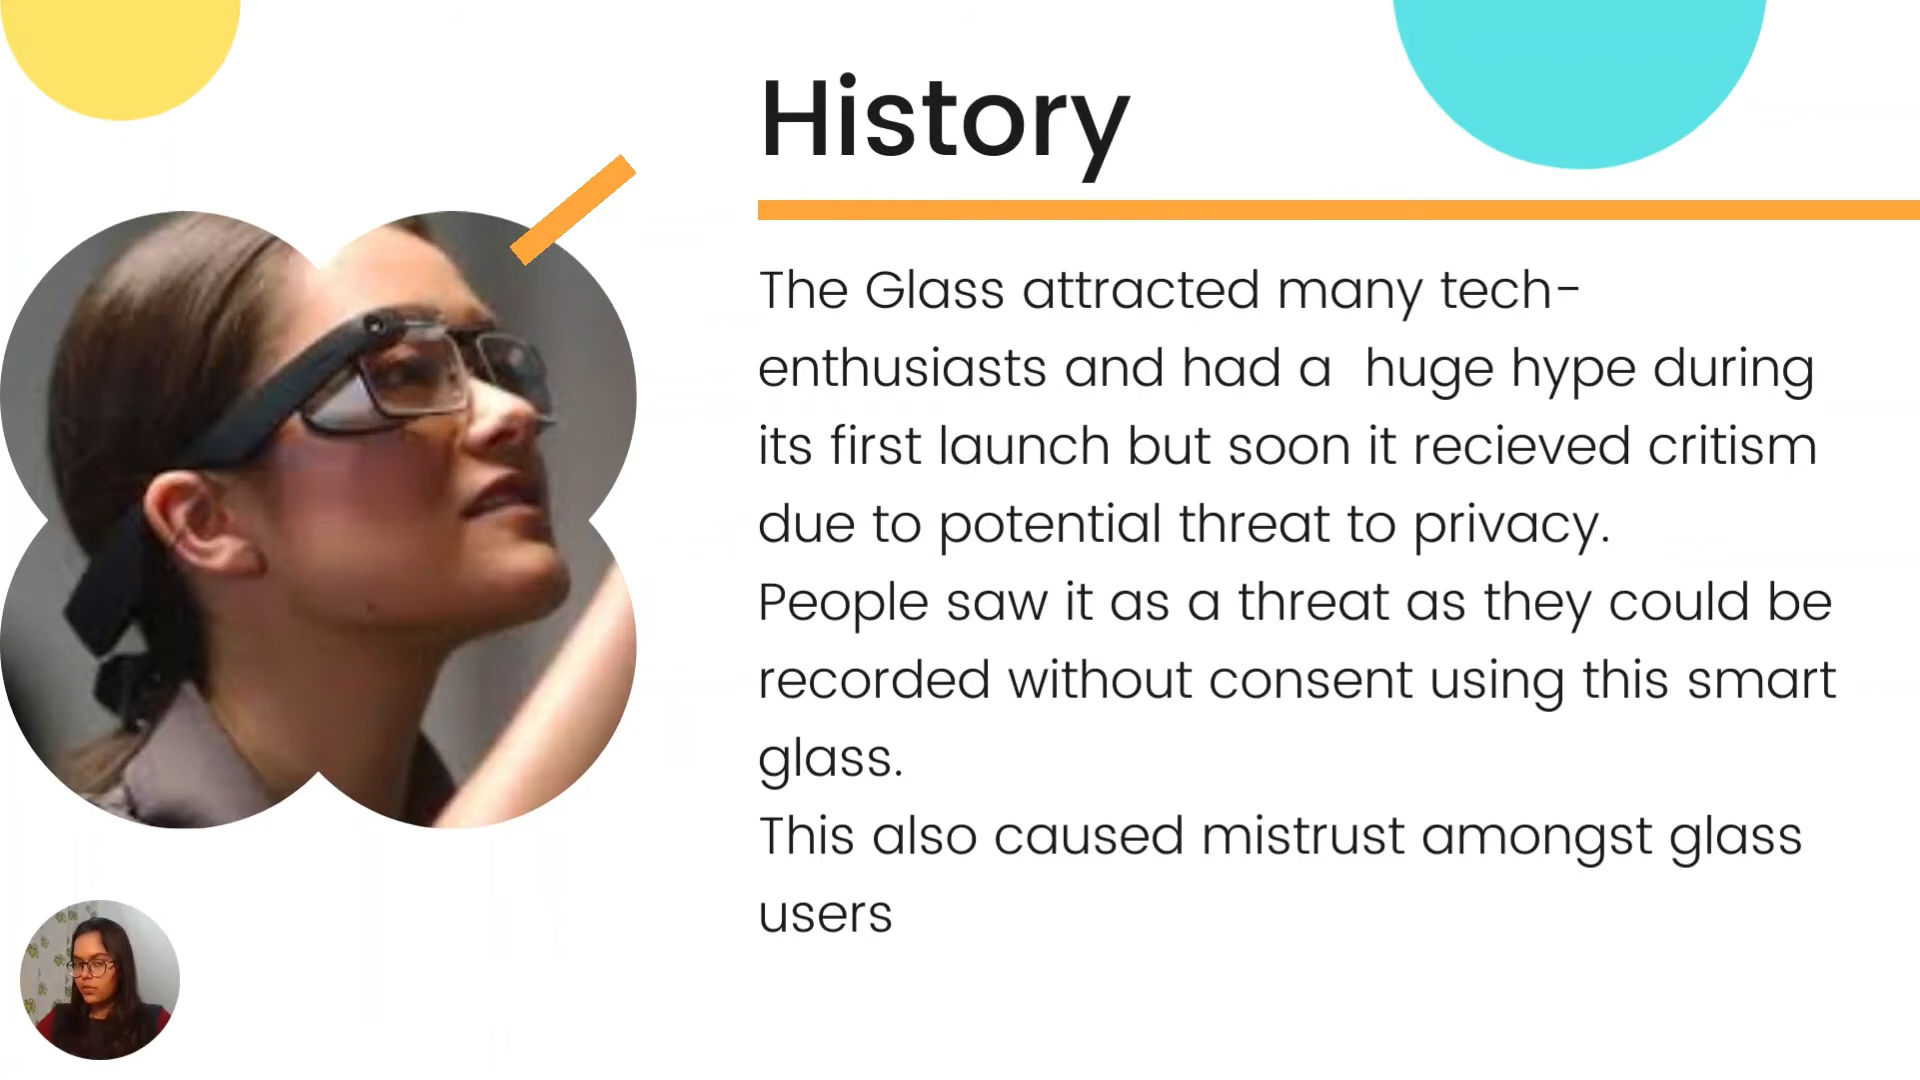 History
The Glass attracted many tech-
enthusiasts and had a  huge hype during
its first launch but soon it recieved critism
due to potential threat to privacy.
People saw it as a threat as they could be
recorded without consent using this smart
glass.
This also caused mistrust amongst glass
users